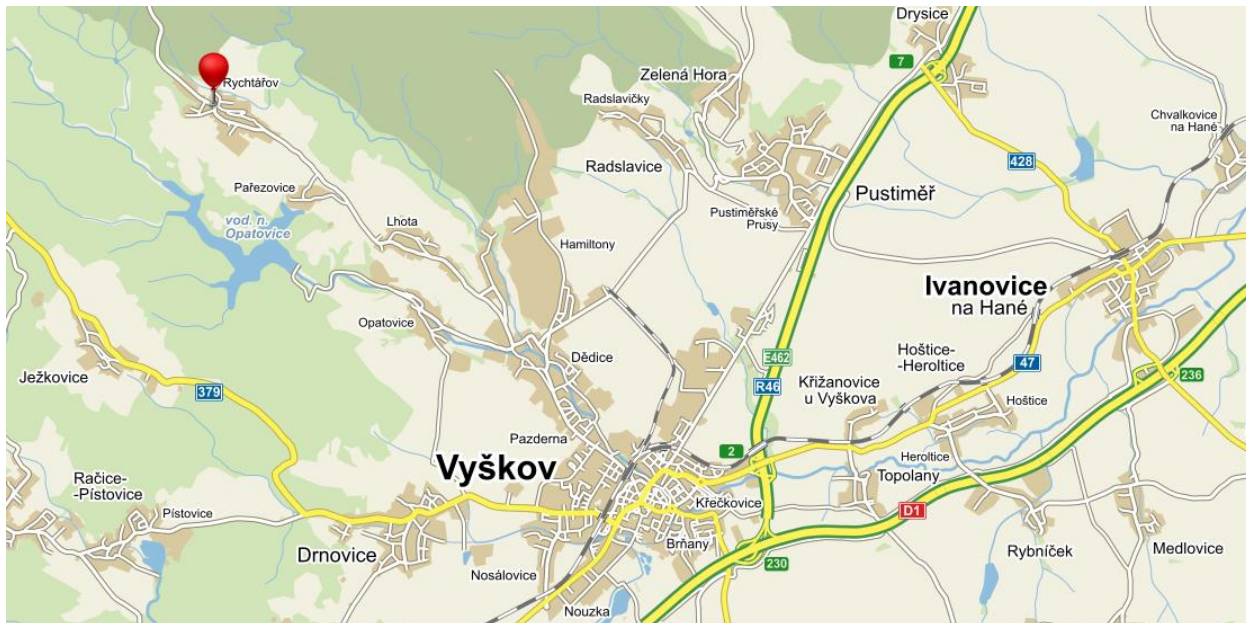 Drysice
7
Rychtářov
Zelená Hora
Radslavičky
Chvalkovice
na Hané
428
Radslavice
Pařezovice
Pustiměř
Pustiměřské
Prusy
vod. n.
Opatovice
Lhota
Hamiltony
Ivanovice
na Hané
Opatovice
Dědice
E462
Hoštice-
-Heroltice
47
236
Ježkovice
379
R46
Křižanovice
u Vyškova
Hoštice
Pazderna
2
Vyškov
Heroltice
Topolany
Račice-
-Pístovice
Křečkovice
Pístovice
D1
Drnovice
Brňany
Rybníček
Medlovice
230
Nosálovice
Nouzka